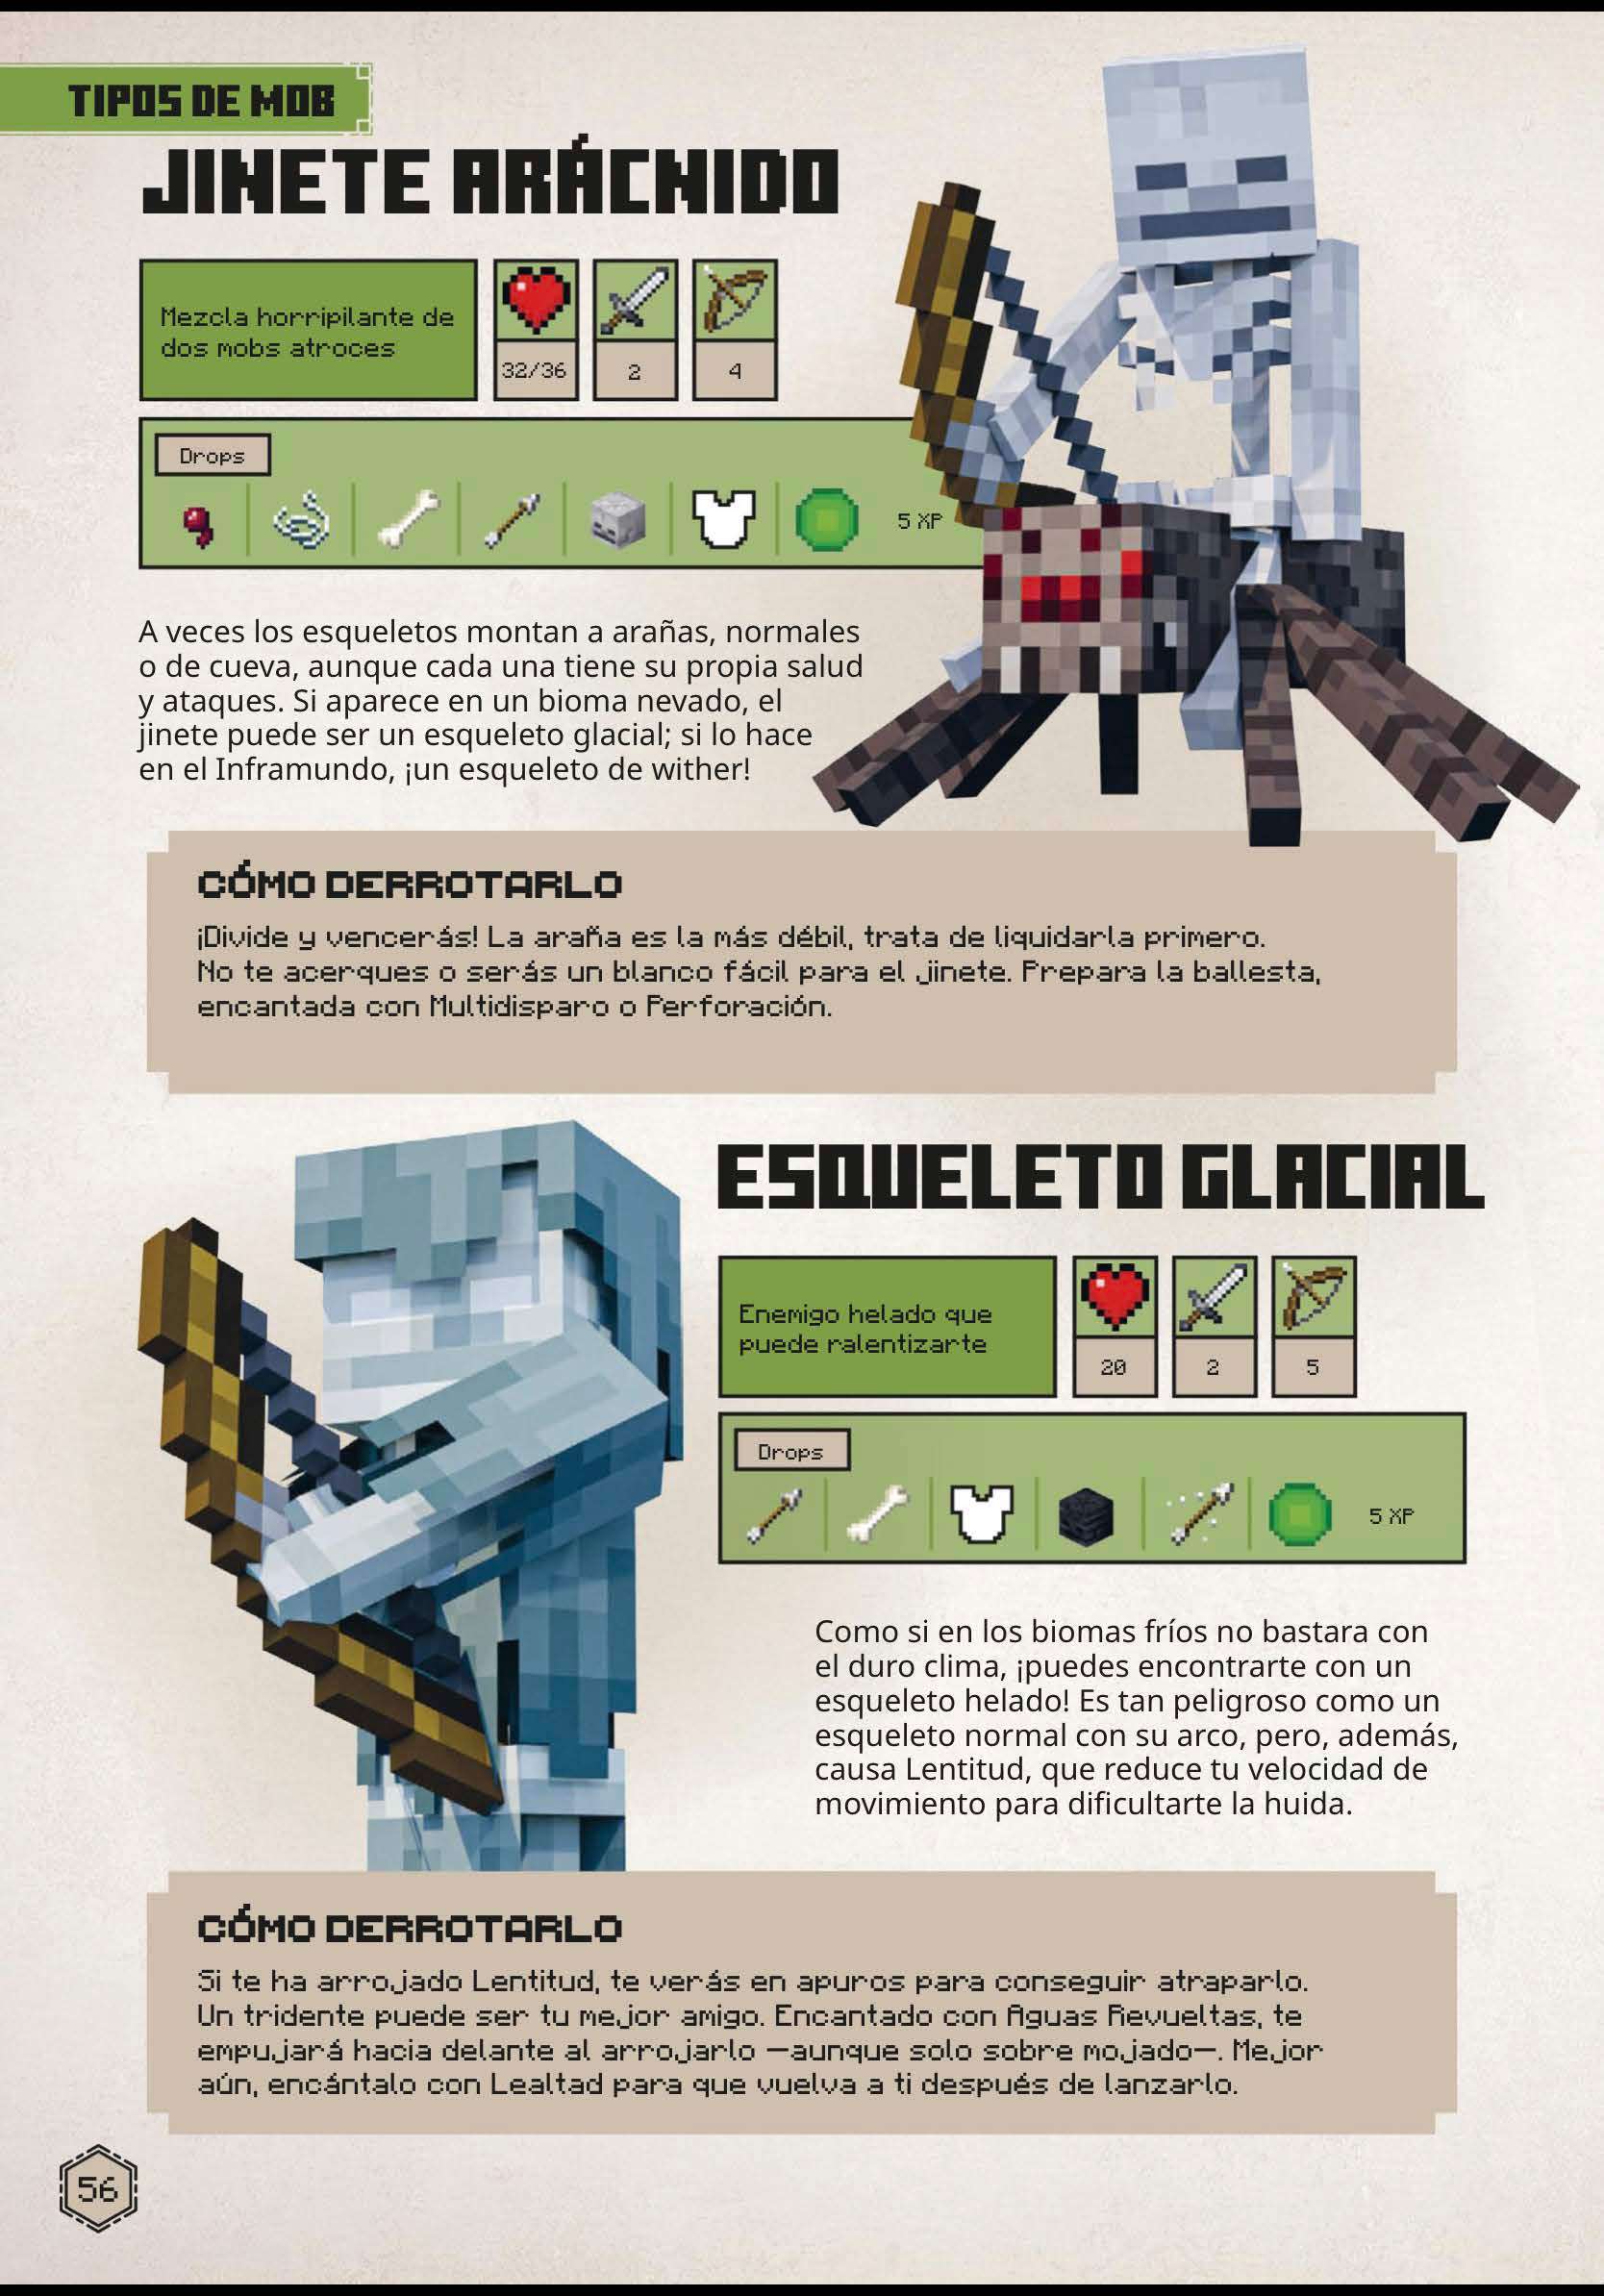 TIPOS DE MOB
JINETE ARÁCNIDO
Mezcla horripilante de
dos mobs atroces
32/36
2
4
Drops
5 XP
A veces los esqueletos montan a arañas, normales
o de cueva, aunque cada una tiene su propia salud
y ataques. Si aparece en un bioma nevado, el
jinete puede ser un esqueleto glacial; si lo hace
en el Inframundo, ¡un esqueleto de wither!
CÓMO DERROTARLO
¡Divide y vencerás! La araña es la más débil, trata de liquidarla primero.
No te acerques o serás un blanco fácil para el jinete. Prepara la ballesta,
encantada con Multidisparo o Perforación.
ESQUELETO GLACIAL
Enemigo helado que
puede ralentizarte
20
2
5
Drops
5 XP
Como si en los biomas fríos no bastara con
el duro clima, ¡puedes encontrarte con un
esqueleto helado! Es tan peligroso como un
esqueleto normal con su arco, pero, además,
causa Lentitud, que reduce tu velocidad de
movimiento para dificultarte la huida.
CÓMO DERROTARLO
Si te ha arrojado Lentitud, te verás en apuros para conseguir atraparlo.
Un tridente puede ser tu mejor amigo. Encantado con Aguas Revueltas, te
empujará hacia delante al arrojarlo —aunque solo sobre mojado—. Mejor
aún, encántalo con Lealtad para que vuelva a ti después de lanzarlo.
56